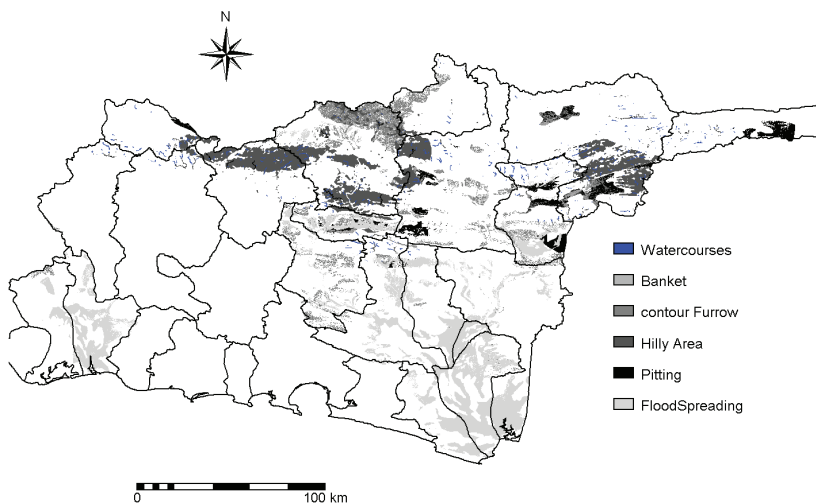 N
Watercourses
Banket
contour Furrow
Hilly Area
Pitting
FloodSpreading
0 100 km